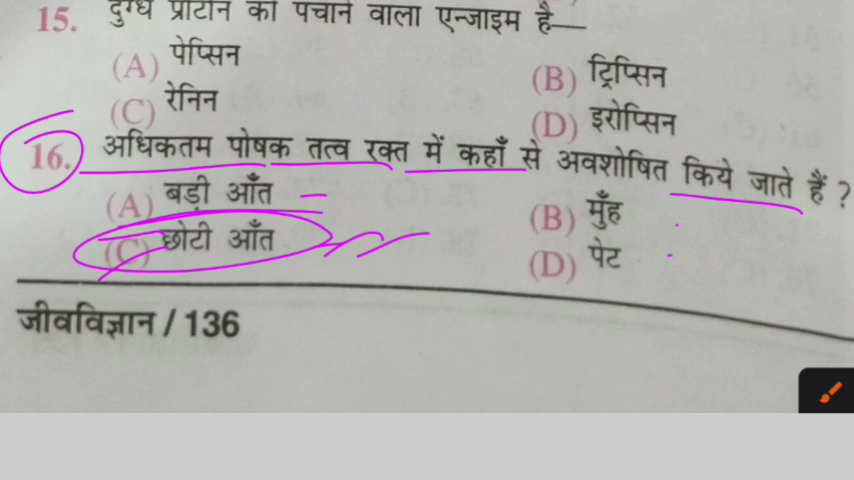 15. दुग्ध प्रोटीन को पचाने वाला एन्जाइम है—
(A) पेप्सिन (B) ट्रिप्सिन
(C) रेनिन (D) इरोप्सिन
16. अधिकतम पोषक तत्व रक्त में कहाँ से अवशोषित किये जाते हैं ?
(A) बड़ी आँत (B) मुँह
(C) छोटी आँत (D) पेट
जीवविज्ञान / 136